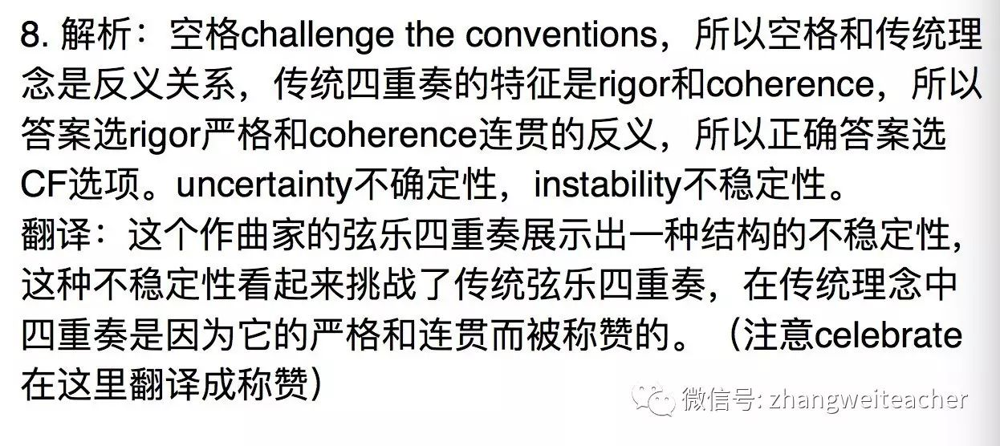 8. 解析：空格challenge the conventions，所以空格和传统理
念是反义关系，传统四重奏的特征是rigor和coherence，所以
答案选rigor严格和coherence连贯的反义，所以正确答案选
CF选项。uncertainty不确定性，instability不稳定性。
翻译：这个作曲家的弦乐四重奏展示出一种结构的不稳定性，
这种不稳定性看起来挑战了传统弦乐四重奏，在传统理念中
四重奏是因为它的严格和连贯而被称赞的。（注意celebrate
在这里翻译成称赞）
微信号: zhangweiteacher